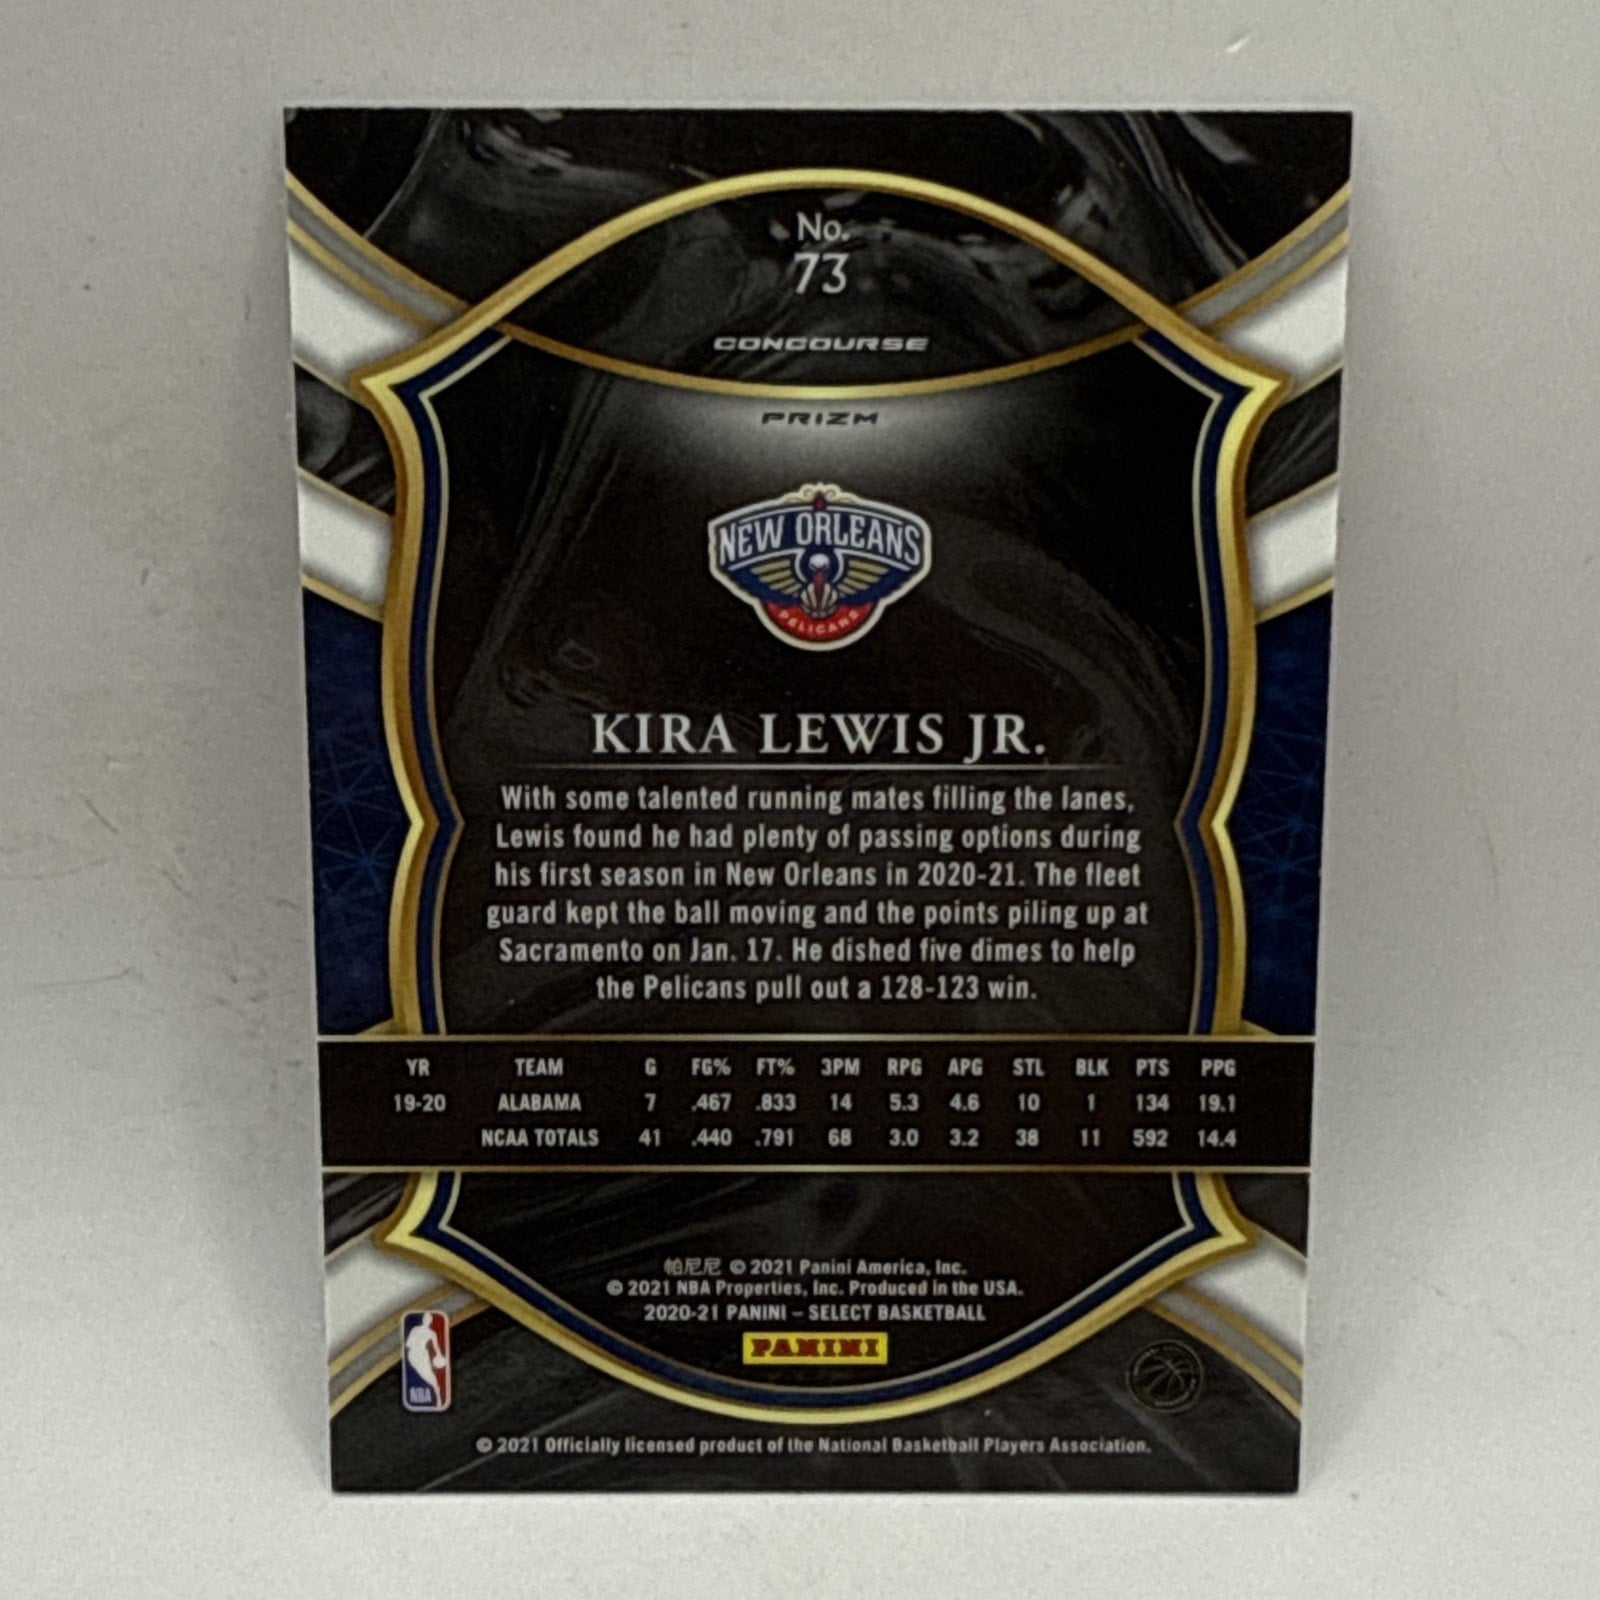 No.
73
CONCOURSE
PRIZM
NEW ORLEANS
PELICANS
KIRA LEWIS JR.
With some talented running mates filling the lanes,
Lewis found he had plenty of passing options during
his first season in New Orleans in 2020-21. The fleet
guard kept the ball moving and the points piling up at
Sacramento on Jan. 17. He dished five dimes to help
the Pelicans pull out a 128-123 win.
YR TEAM G FG% FT% 3PM RPG APG STL BLK PTS PPG
19-20 ALABAMA 7 .467 .833 14 5.3 4.6 10 1 134 19.1
NCAA TOTALS 41 .440 .791 68 3.0 3.2 38 11 592 14.4
帕尼尼 © 2021 Panini America, Inc.
© 2021 NBA Properties, Inc. Produced in the USA.
2020-21 PANINI – SELECT BASKETBALL
PANINI
NBA
© 2021 Officially licensed product of the National Basketball Players Association.